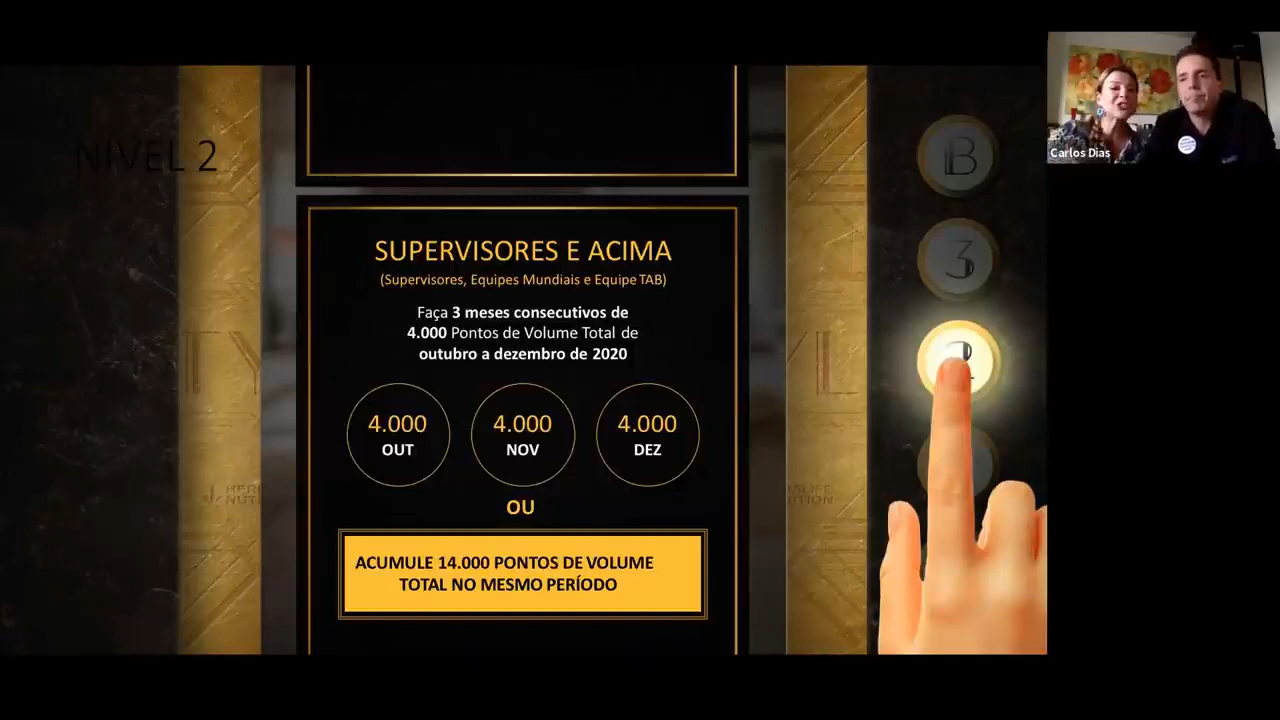 NÍVEL 2
SUPERVISORES E ACIMA
(Supervisores, Equipes Mundiais e Equipe TAB)
Faça 3 meses consecutivos de
4.000 Pontos de Volume Total de
outubro a dezembro de 2020
4.000
OUT
4.000
NOV
4.000
DEZ
OU
ACUMULE 14.000 PONTOS DE VOLUME
TOTAL NO MESMO PERÍODO
B
3
Carlos Dias